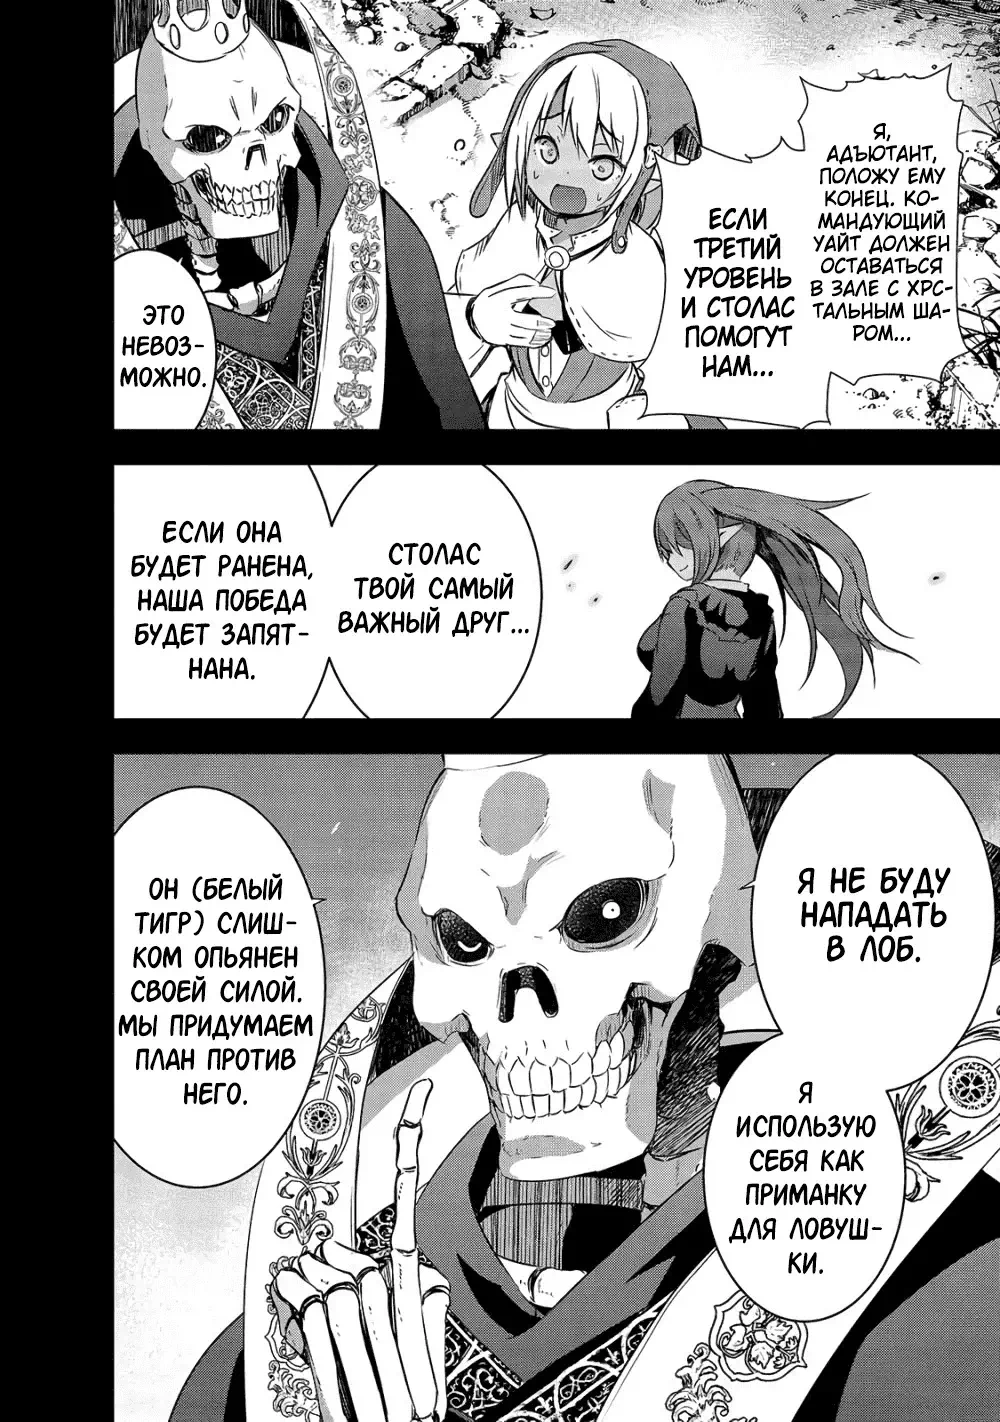 Я,
АДЪЮТАНТ,
ПОЛОЖУ ЕМУ
КОНЕЦ. КО-
МАНДУЮЩИЙ
УАЙТ ДОЛЖЕН
ОСТАВАТЬСЯ
В ЗАЛЕ С ХРС-
ТАЛЬНЫМ ША-
РОМ...
ЕСЛИ
ТРЕТИЙ
УРОВЕНЬ
И СТОЛАС
ПОМОГУТ
НАМ...
ЭТО
НЕВОЗ-
МОЖНО.
СТОЛАС
ТВОЙ САМЫЙ
ВАЖНЫЙ ДРУГ...
ЕСЛИ ОНА
БУДЕТ РАНЕНА,
НАША ПОБЕДА
БУДЕТ ЗАПЯТ-
НАНА.
Я НЕ БУДУ
НАПАДАТЬ
В ЛОБ.
Я
ИСПОЛЬЗУЮ
СЕБЯ КАК
ПРИМАНКУ
ДЛЯ ЛОВУШ-
КИ.
ОН (БЕЛЫЙ
ТИГР) СЛИШ-
КОМ ОПЬЯНЕН
СВОЕЙ СИЛОЙ.
МЫ ПРИДУМАЕМ
ПЛАН ПРОТИВ
НЕГО.